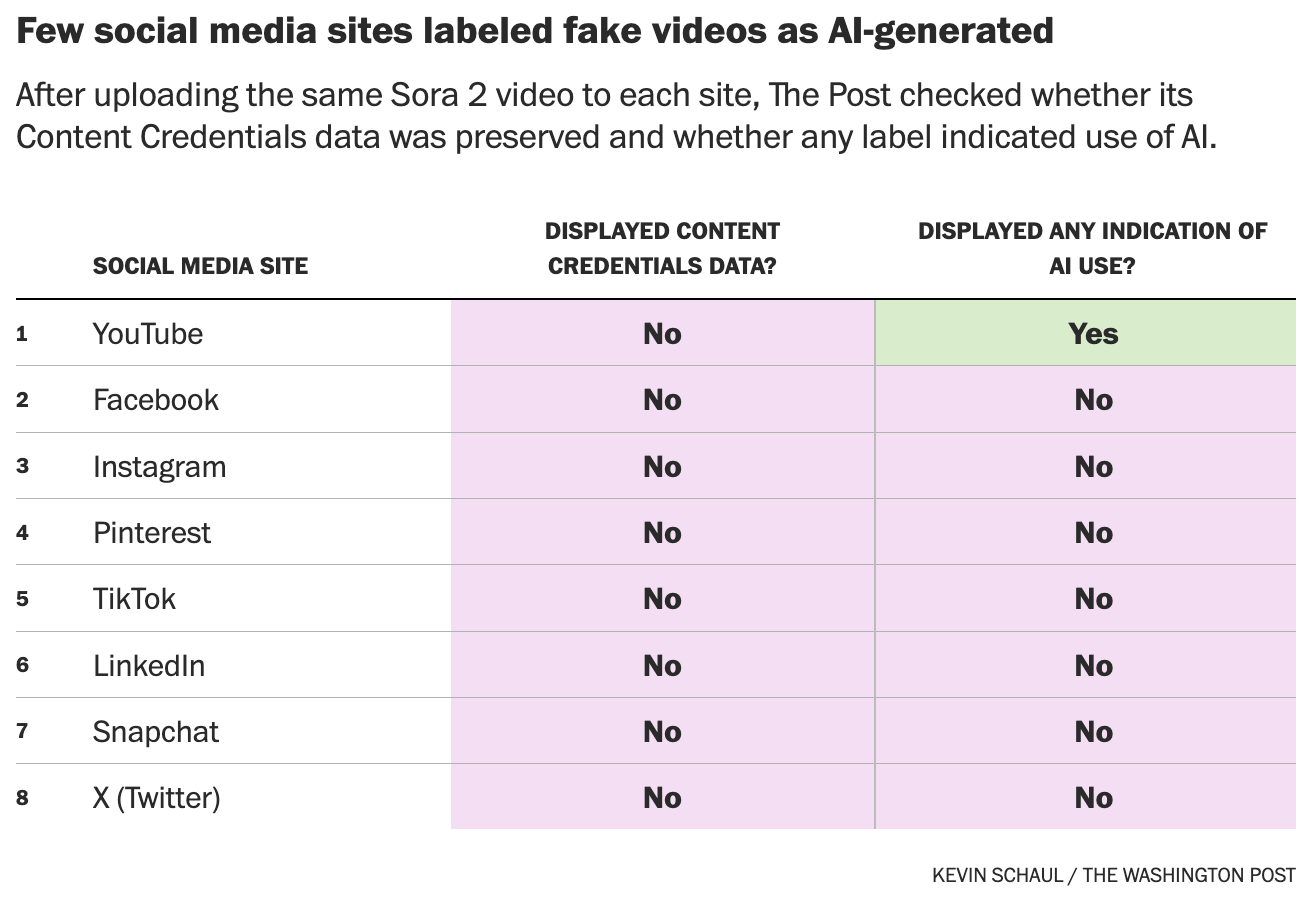 Few social media sites labeled fake videos as AI-generated
After uploading the same Sora 2 video to each site, The Post checked whether its
Content Credentials data was preserved and whether any label indicated use of AI.
SOCIAL MEDIA SITE
DISPLAYED CONTENT
CREDENTIALS DATA?
DISPLAYED ANY INDICATION OF
AI USE?
1 YouTube No Yes
2 Facebook No No
3 Instagram No No
4 Pinterest No No
5 TikTok No No
6 LinkedIn No No
7 Snapchat No No
8 X (Twitter) No No
KEVIN SCHAUL / THE WASHINGTON POST